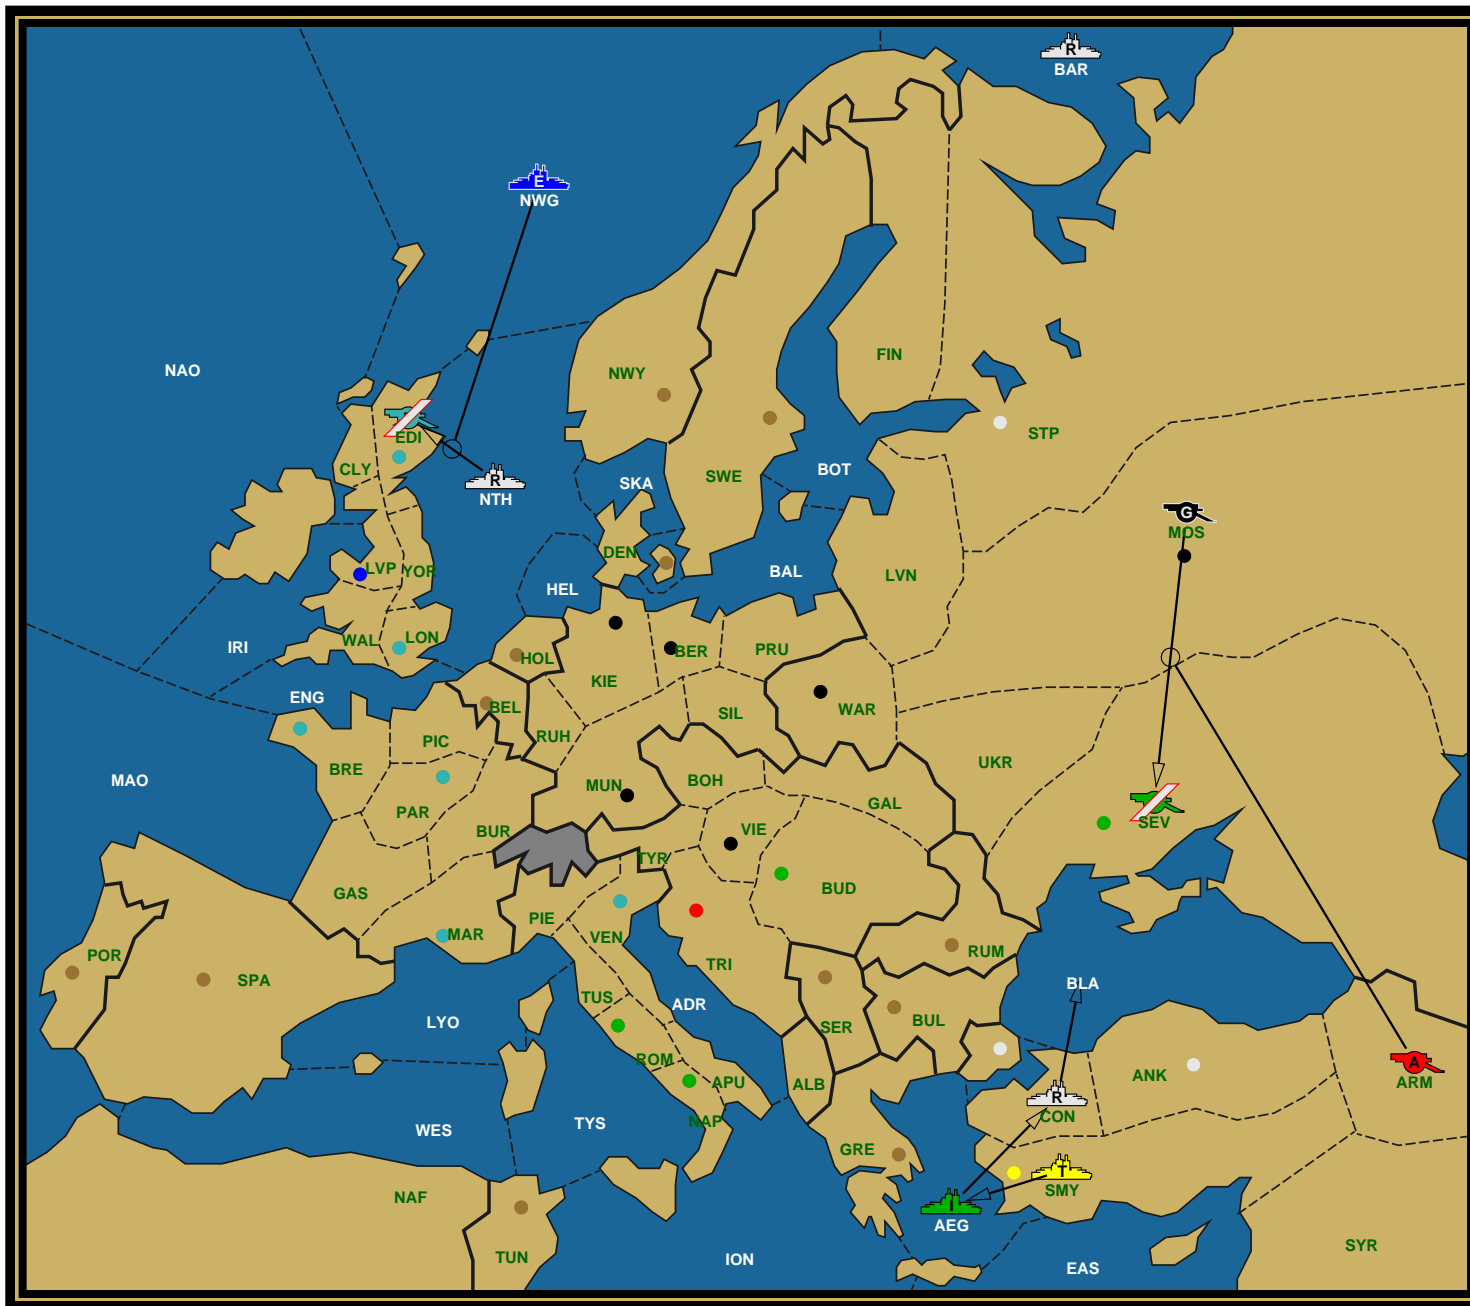 R
BAR
E
NWG
NAO
FIN
NWY
EDI
STP
CLY
SWE
BOT
SKA
R
NTH
G
MOS
DEN
LVP
YOR
BAL
LVN
HEL
IRI
WAL
LON
HOL
BER
PRU
KIE
ENG
BEL
SIL
WAR
RUH
PIC
BRE
UKR
MAO
MUN
BOH
GAL
PAR
SEV
BUR
VIE
TYR
BUD
GAS
PIE
MAR
VEN
POR
RUM
SPA
TRI
BLA
TUS
ADR
LYO
BUL
SER
ROM
ANK
A
ARM
APU
ALB
R
CON
NAP
TYS
WES
GRE
T
SMY
NAF
I
AEG
SYR
TUN
ION
EAS